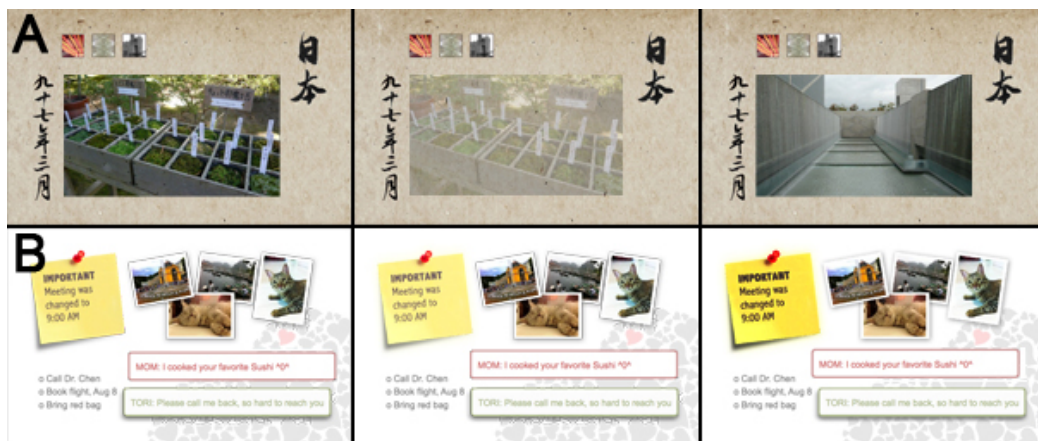 A
日本
九十七年三月
日本
九十七年三月
日本
九十七年三月
B
IMPORTANT
Meeting was
changed to
9:00 AM
MOM: I cooked your favorite Sushi ^0^
o Call Dr. Chen
o Book flight, Aug 8
o Bring red bag
TORI: Please call me back, so hard to reach you
IMPORTANT
Meeting was
changed to
9:00 AM
MOM: I cooked your favorite Sushi ^0^
o Call Dr. Chen
o Book flight, Aug 8
o Bring red bag
TORI: Please call me back, so hard to reach you
IMPORTANT
Meeting was
changed to
9:00 AM
MOM: I cooked your favorite Sushi ^0^
o Call Dr. Chen
o Book flight, Aug 8
o Bring red bag
TORI: Please call me back, so hard to reach you